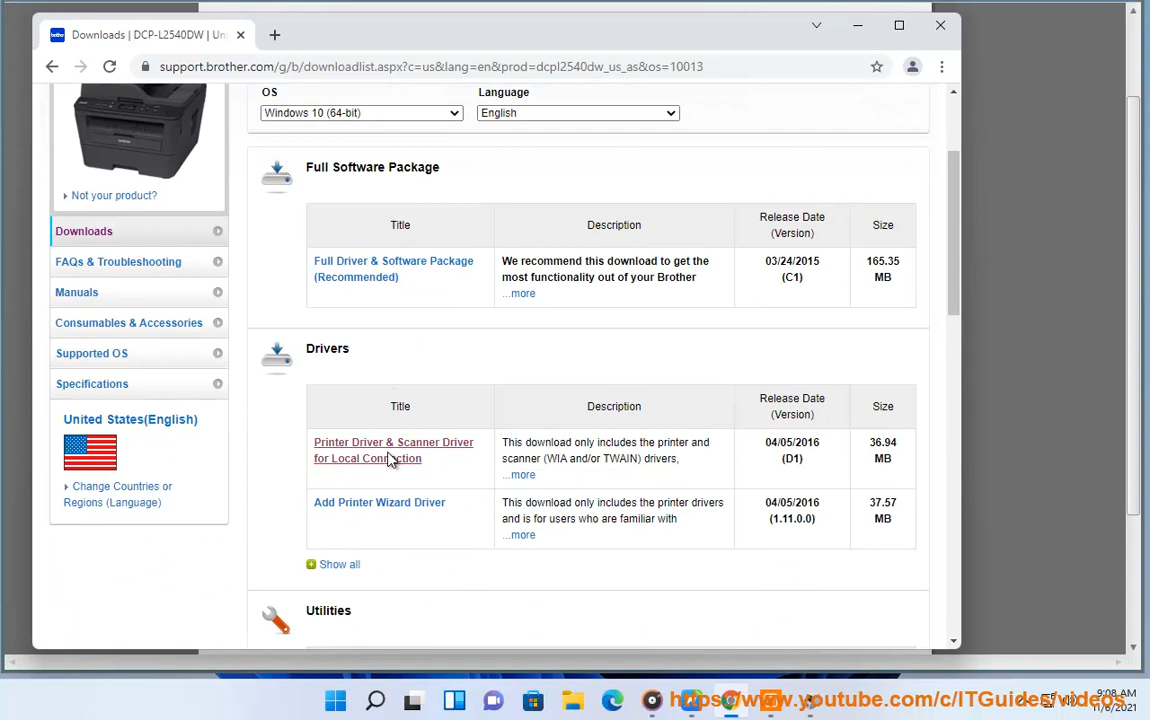 Downloads | DCP-L2540DW | Un
support.brother.com/g/b/downloadlist.aspx?c=us&lang=en&prod=dcpl2540dw_us_as&os=10013
OS
Language
Windows 10 (64-bit)
English
Not your product?
Downloads
FAQs & Troubleshooting
Manuals
Consumables & Accessories
Supported OS
Specifications
United States(English)
Change Countries or
Regions (Language)
Full Software Package
Title
Description
Release Date
(Version)
Size
Full Driver & Software Package
(Recommended)
We recommend this download to get the
most functionality out of your Brother
...more
03/24/2015
(C1)
165.35
MB
Drivers
Title
Description
Release Date
(Version)
Size
Printer Driver & Scanner Driver
for Local Connection
This download only includes the printer and
scanner (WIA and/or TWAIN) drivers,
...more
04/05/2016
(D1)
36.94
MB
Add Printer Wizard Driver
This download only includes the printer drivers
and is for users who are familiar with
...more
04/05/2016
(1.11.0.0)
37.57
MB
Show all
Utilities
https://www.youtube.com/c/ITGuides/videos
9:08 AM
11/6/2021